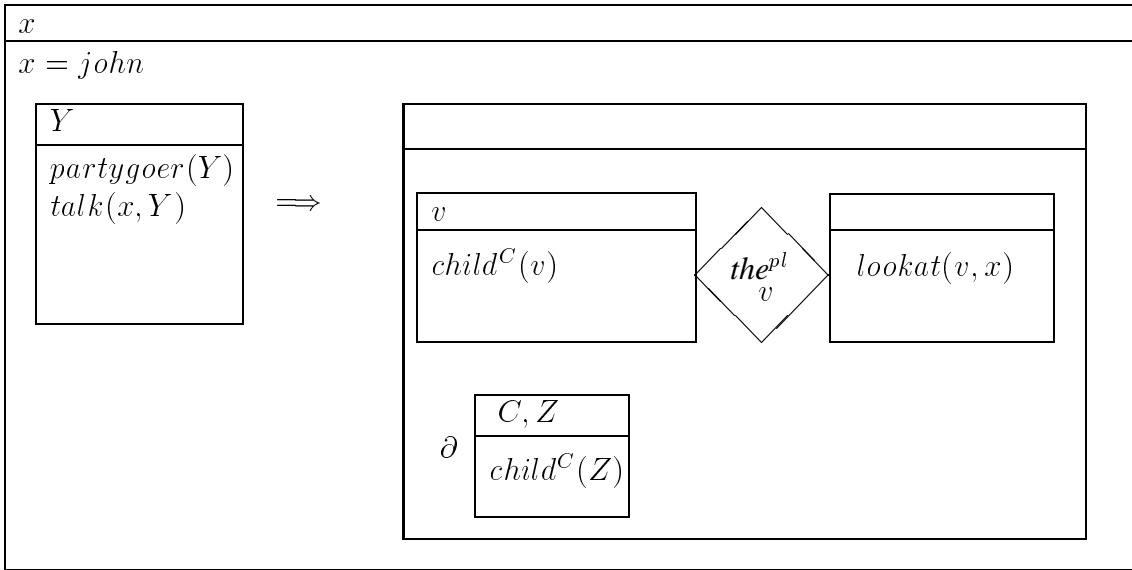 x
x = john
Y
partygoer(Y)
talk(x, Y)
⟹
v
child^C(v)
the^{pl}
v
lookat(v, x)
∂
C, Z
child^C(Z)